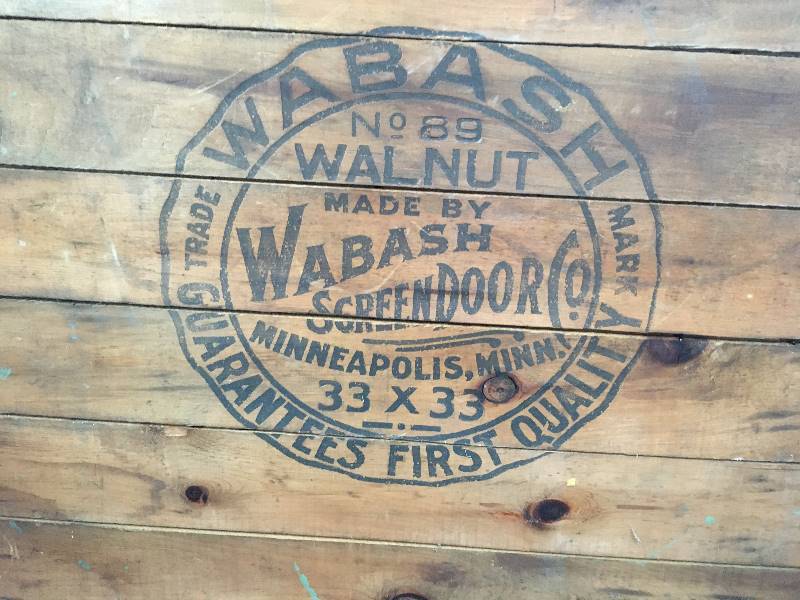 WABASH
TRADE MARK
No 89
WALNUT
MADE BY
WABASH
SCREEN DOOR CO.
MINNEAPOLIS, MINN.
33 X 33
GUARANTEES FIRST QUALITY